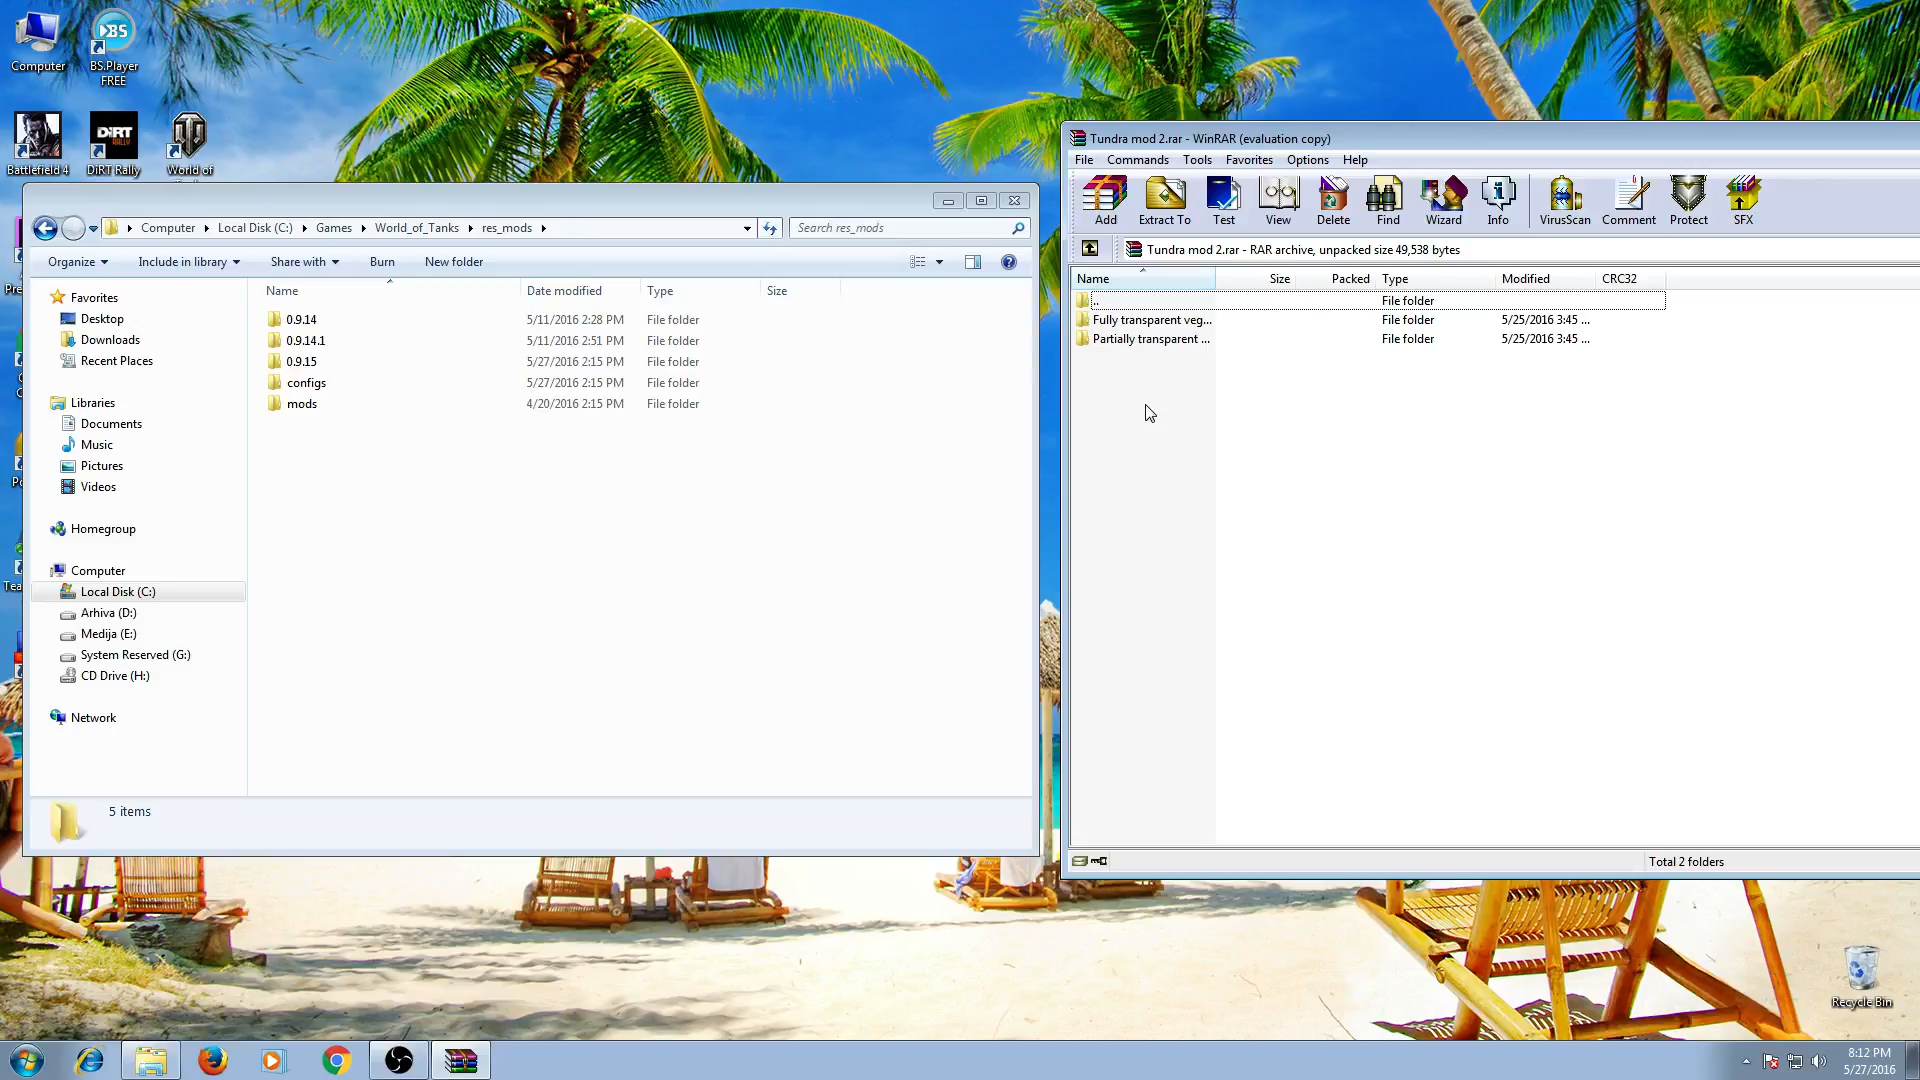 Computer
BS.Player
FREE
Battlefield 4
DiRT Rally
World of
Tundra mod 2.rar - WinRAR (evaluation copy)
File Commands Tools Favorites Options Help
Add Extract To Test View Delete Find Wizard Info VirusScan Comment Protect SFX
Tundra mod 2.rar - RAR archive, unpacked size 49,538 bytes
Name Size Packed Type Modified CRC32
.. File folder
Fully transparent veg... File folder 5/25/2016 3:45 ...
Partially transparent ... File folder 5/25/2016 3:45 ...
Total 2 folders
Computer Local Disk (C:) Games World_of_Tanks res_mods
Search res_mods
Organize Include in library Share with Burn New folder
Name Date modified Type Size
0.9.14 5/11/2016 2:28 PM File folder
0.9.14.1 5/11/2016 2:51 PM File folder
0.9.15 5/27/2016 2:15 PM File folder
configs 5/27/2016 2:15 PM File folder
mods 4/20/2016 2:15 PM File folder
Favorites
Desktop
Downloads
Recent Places
Libraries
Documents
Music
Pictures
Videos
Homegroup
Computer
Local Disk (C:)
Arhiva (D:)
Medija (E:)
System Reserved (G:)
CD Drive (H:)
Network
5 items
Recycle Bin
8:12 PM
5/27/2016